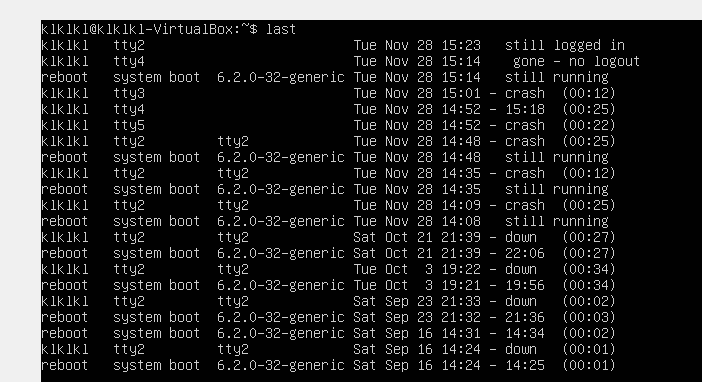 klklkl@klklkl-VirtualBox:~$ last
klklkl   tty2                          Tue Nov 28 15:23   still logged in
klklkl   tty4                          Tue Nov 28 15:14    gone - no logout
reboot   system boot  6.2.0-32-generic Tue Nov 28 15:14   still running
klklkl   tty3                          Tue Nov 28 15:01 - crash  (00:12)
klklkl   tty4                          Tue Nov 28 14:52 - 15:18  (00:25)
klklkl   tty5                          Tue Nov 28 14:52 - crash  (00:22)
klklkl   tty2         tty2             Tue Nov 28 14:48 - crash  (00:25)
reboot   system boot  6.2.0-32-generic Tue Nov 28 14:48   still running
klklkl   tty2         tty2             Tue Nov 28 14:35 - crash  (00:12)
reboot   system boot  6.2.0-32-generic Tue Nov 28 14:35   still running
klklkl   tty2         tty2             Tue Nov 28 14:09 - crash  (00:25)
reboot   system boot  6.2.0-32-generic Tue Nov 28 14:08   still running
klklkl   tty2         tty2             Sat Oct 21 21:39 - down   (00:27)
reboot   system boot  6.2.0-32-generic Sat Oct 21 21:39 - 22:06  (00:27)
klklkl   tty2         tty2             Tue Oct  3 19:22 - down   (00:34)
reboot   system boot  6.2.0-32-generic Tue Oct  3 19:21 - 19:56  (00:34)
klklkl   tty2         tty2             Sat Sep 23 21:33 - down   (00:02)
reboot   system boot  6.2.0-32-generic Sat Sep 23 21:32 - 21:36  (00:03)
reboot   system boot  6.2.0-32-generic Sat Sep 16 14:31 - 14:34  (00:02)
klklkl   tty2         tty2             Sat Sep 16 14:24 - down   (00:01)
reboot   system boot  6.2.0-32-generic Sat Sep 16 14:24 - 14:25  (00:01)